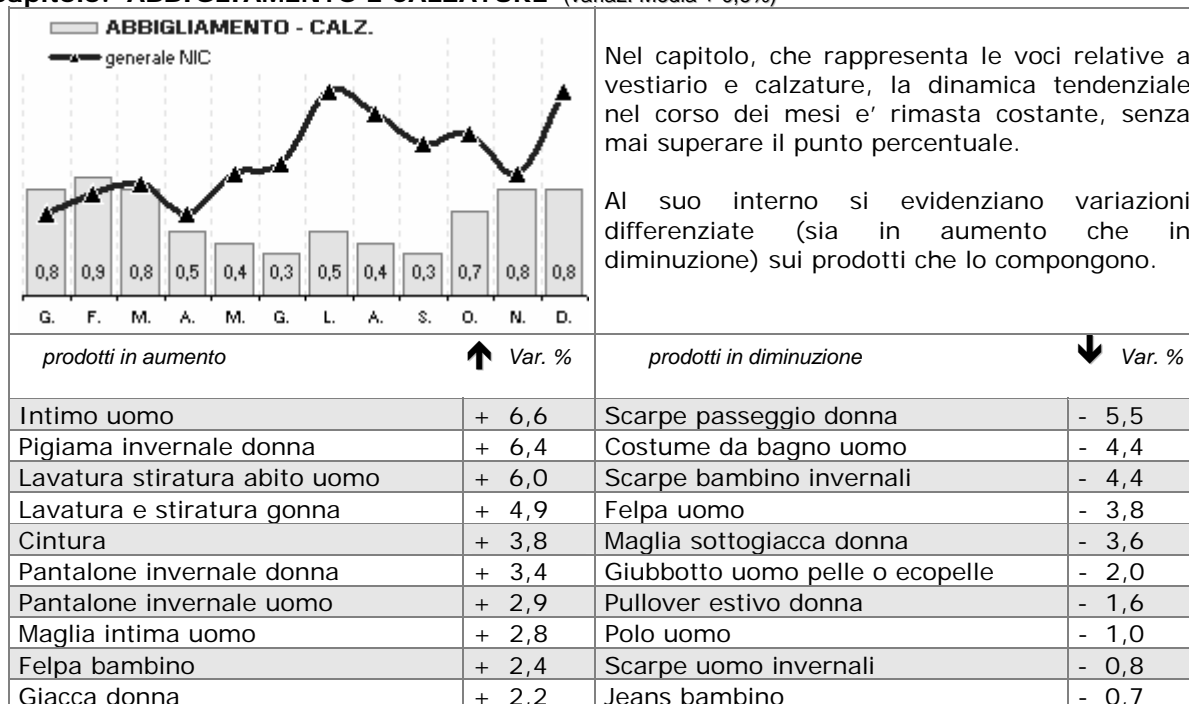 ABBIGLIAMENTO E CALZATURE
ABBIGLIAMENTO - CALZ.
generale NIC
0,8 0,9 0,8 0,5 0,4 0,3 0,5 0,4 0,3 0,7 0,8 0,8
G. F. M. A. M. G. L. A. S. O. N. D.
Nel capitolo, che rappresenta le voci relative a
vestiario e calzature, la dinamica tendenziale
nel corso dei mesi e' rimasta costante, senza
mai superare il punto percentuale.
Al suo interno si evidenziano variazioni
differenziate (sia in aumento che in
diminuzione) sui prodotti che lo compongono.
prodotti in aumento Var. % prodotti in diminuzione Var. %
Intimo uomo + 6,6 Scarpe passeggio donna - 5,5
Pigiama invernale donna + 6,4 Costume da bagno uomo - 4,4
Lavatura stiratura abito uomo + 6,0 Scarpe bambino invernali - 4,4
Lavatura e stiratura gonna + 4,9 Felpa uomo - 3,8
Cintura + 3,8 Maglia sottogiacca donna - 3,6
Pantalone invernale donna + 3,4 Giubbotto uomo pelle o ecopelle - 2,0
Pantalone invernale uomo + 2,9 Pullover estivo donna - 1,6
Maglia intima uomo + 2,8 Polo uomo - 1,0
Felpa bambino + 2,4 Scarpe uomo invernali - 0,8
Giacca donna + 2,2 Jeans bambino - 0,7